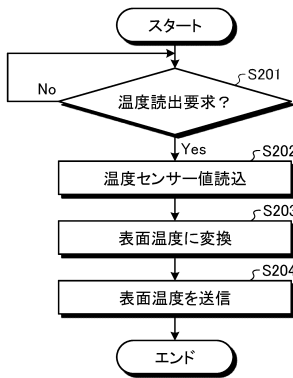 スタート
S201
No
温度読出要求？
Yes
S202
温度センサー値読込
S203
表面温度に変換
S204
表面温度を送信
エンド